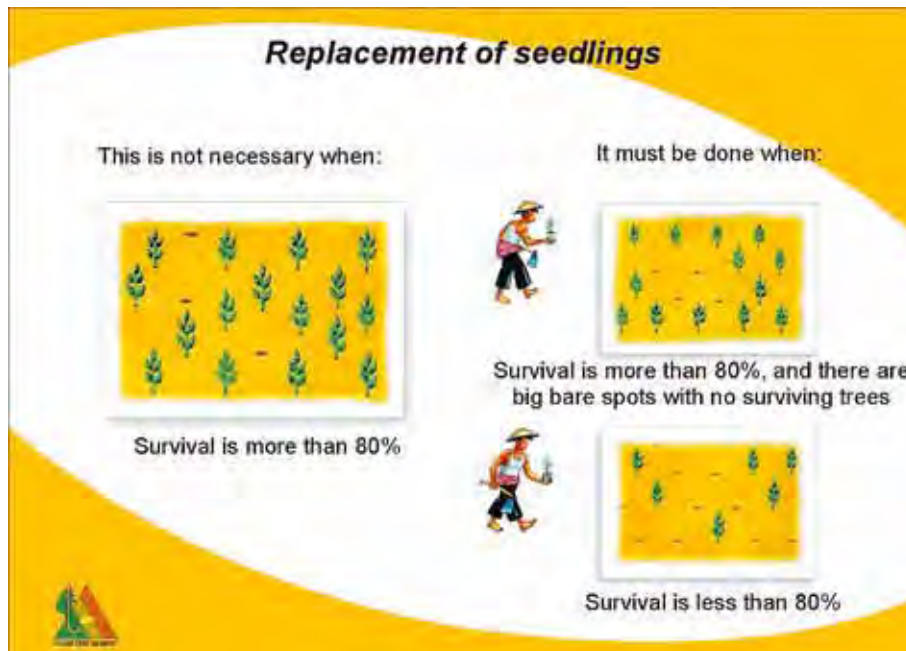 Replacement of seedlings
This is not necessary when:
Survival is more than 80%
It must be done when:
Survival is more than 80%, and there are
big bare spots with no surviving trees
Survival is less than 80%